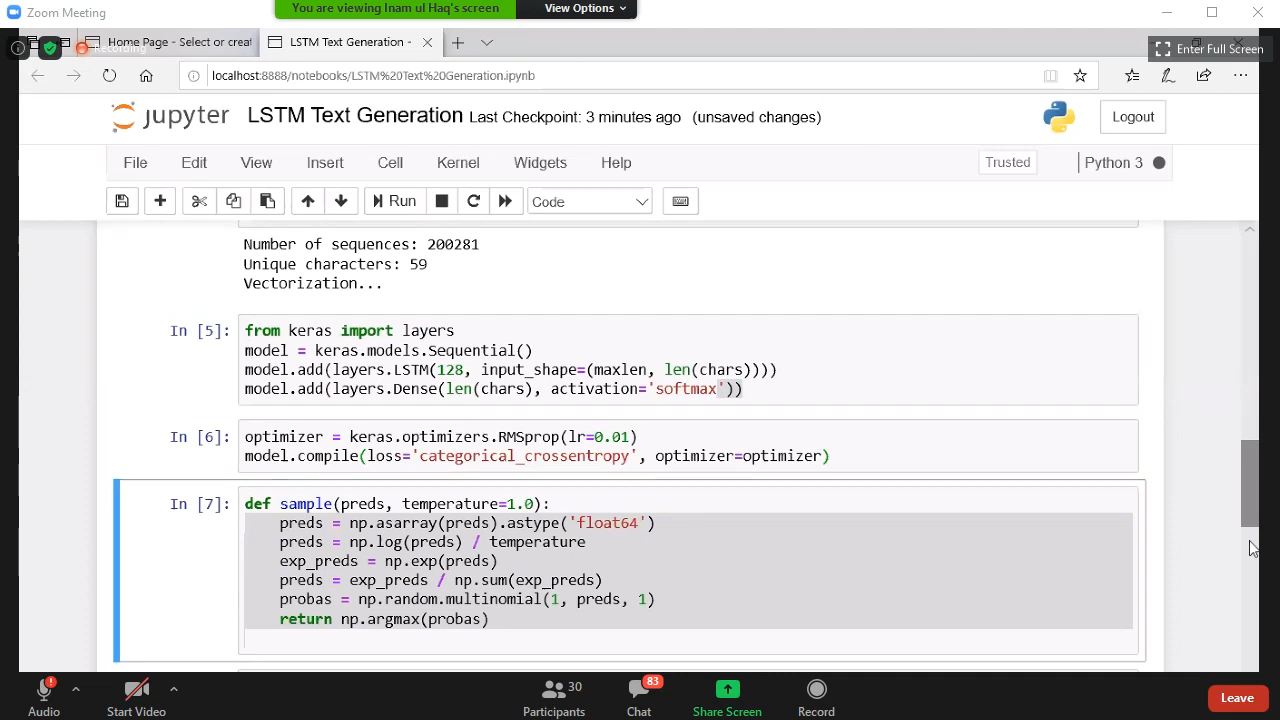 Zoom Meeting
You are viewing Inam ul Haq's screen View Options
Home Page - Select or creat LSTM Text Generation -
Recording
Enter Full Screen
localhost:8888/notebooks/LSTM%20Text%20Generation.ipynb
jupyter LSTM Text Generation Last Checkpoint: 3 minutes ago (unsaved changes) Logout
File Edit View Insert Cell Kernel Widgets Help Trusted Python 3
Run Code
Number of sequences: 200281
Unique characters: 59
Vectorization...
In [5]: from keras import layers
model = keras.models.Sequential()
model.add(layers.LSTM(128, input_shape=(maxlen, len(chars))))
model.add(layers.Dense(len(chars), activation='softmax'))
In [6]: optimizer = keras.optimizers.RMSprop(lr=0.01)
model.compile(loss='categorical_crossentropy', optimizer=optimizer)
In [7]: def sample(preds, temperature=1.0):
preds = np.asarray(preds).astype('float64')
preds = np.log(preds) / temperature
exp_preds = np.exp(preds)
preds = exp_preds / np.sum(exp_preds)
probas = np.random.multinomial(1, preds, 1)
return np.argmax(probas)
30 83
Audio Start Video Participants Chat Share Screen Record Leave